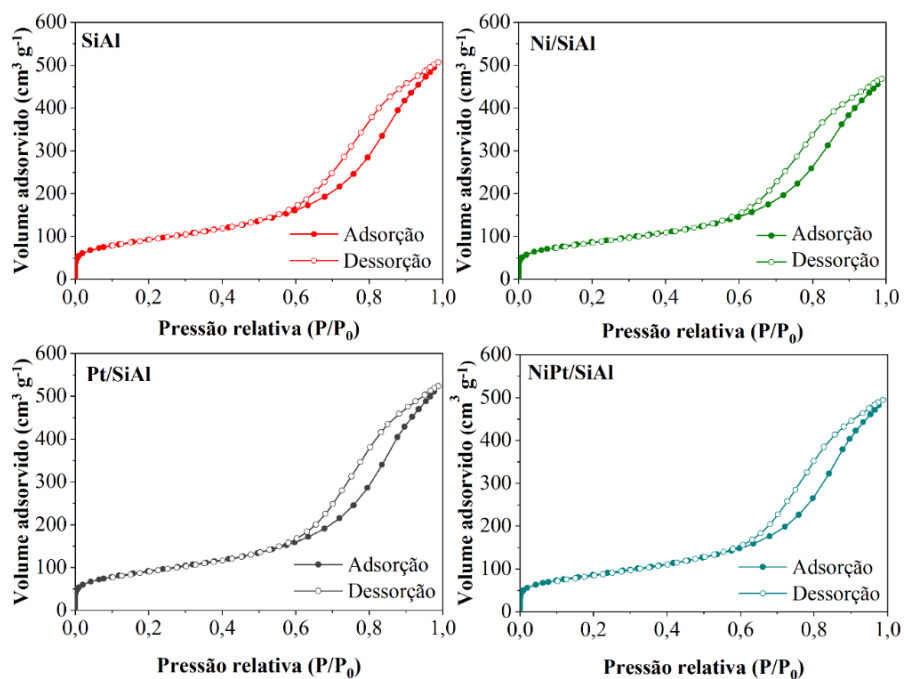 SiAl
Volume adsorvido (cm³ g⁻¹)
600
500
400
300
200
100
0
Adsorção
Dessorção
0,0 0,2 0,4 0,6 0,8 1,0
Pressão relativa (P/P₀)
Ni/SiAl
Volume adsorvido (cm³ g⁻¹)
600
500
400
300
200
100
0
Adsorção
Dessorção
0,0 0,2 0,4 0,6 0,8 1,0
Pressão relativa (P/P₀)
Pt/SiAl
Volume adsorvido (cm³ g⁻¹)
600
500
400
300
200
100
0
Adsorção
Dessorção
0,0 0,2 0,4 0,6 0,8 1,0
Pressão relativa (P/P₀)
NiPt/SiAl
Volume adsorvido (cm³ g⁻¹)
600
500
400
300
200
100
0
Adsorção
Dessorção
0,0 0,2 0,4 0,6 0,8 1,0
Pressão relativa (P/P₀)